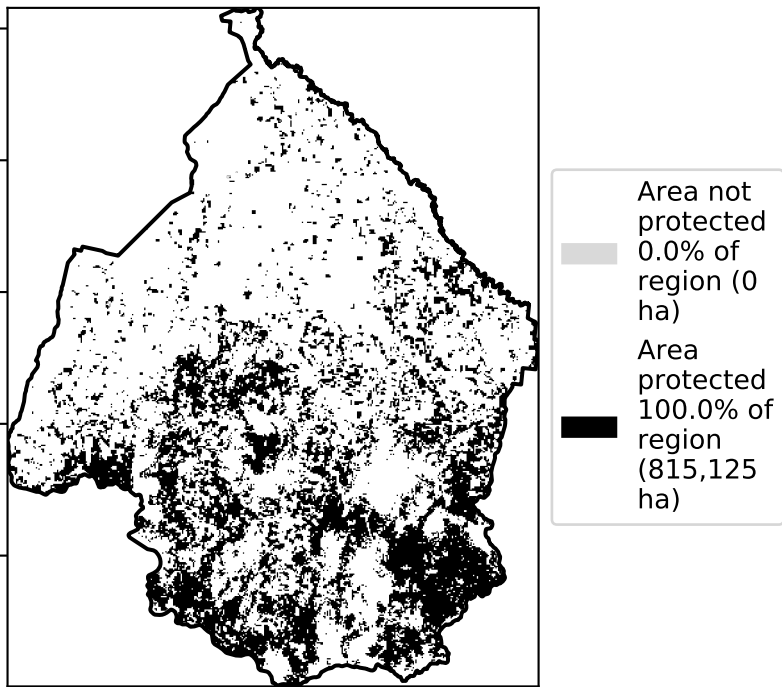 Area not
protected
0.0% of
region (0
ha)
Area
protected
100.0% of
region
(815,125
ha)